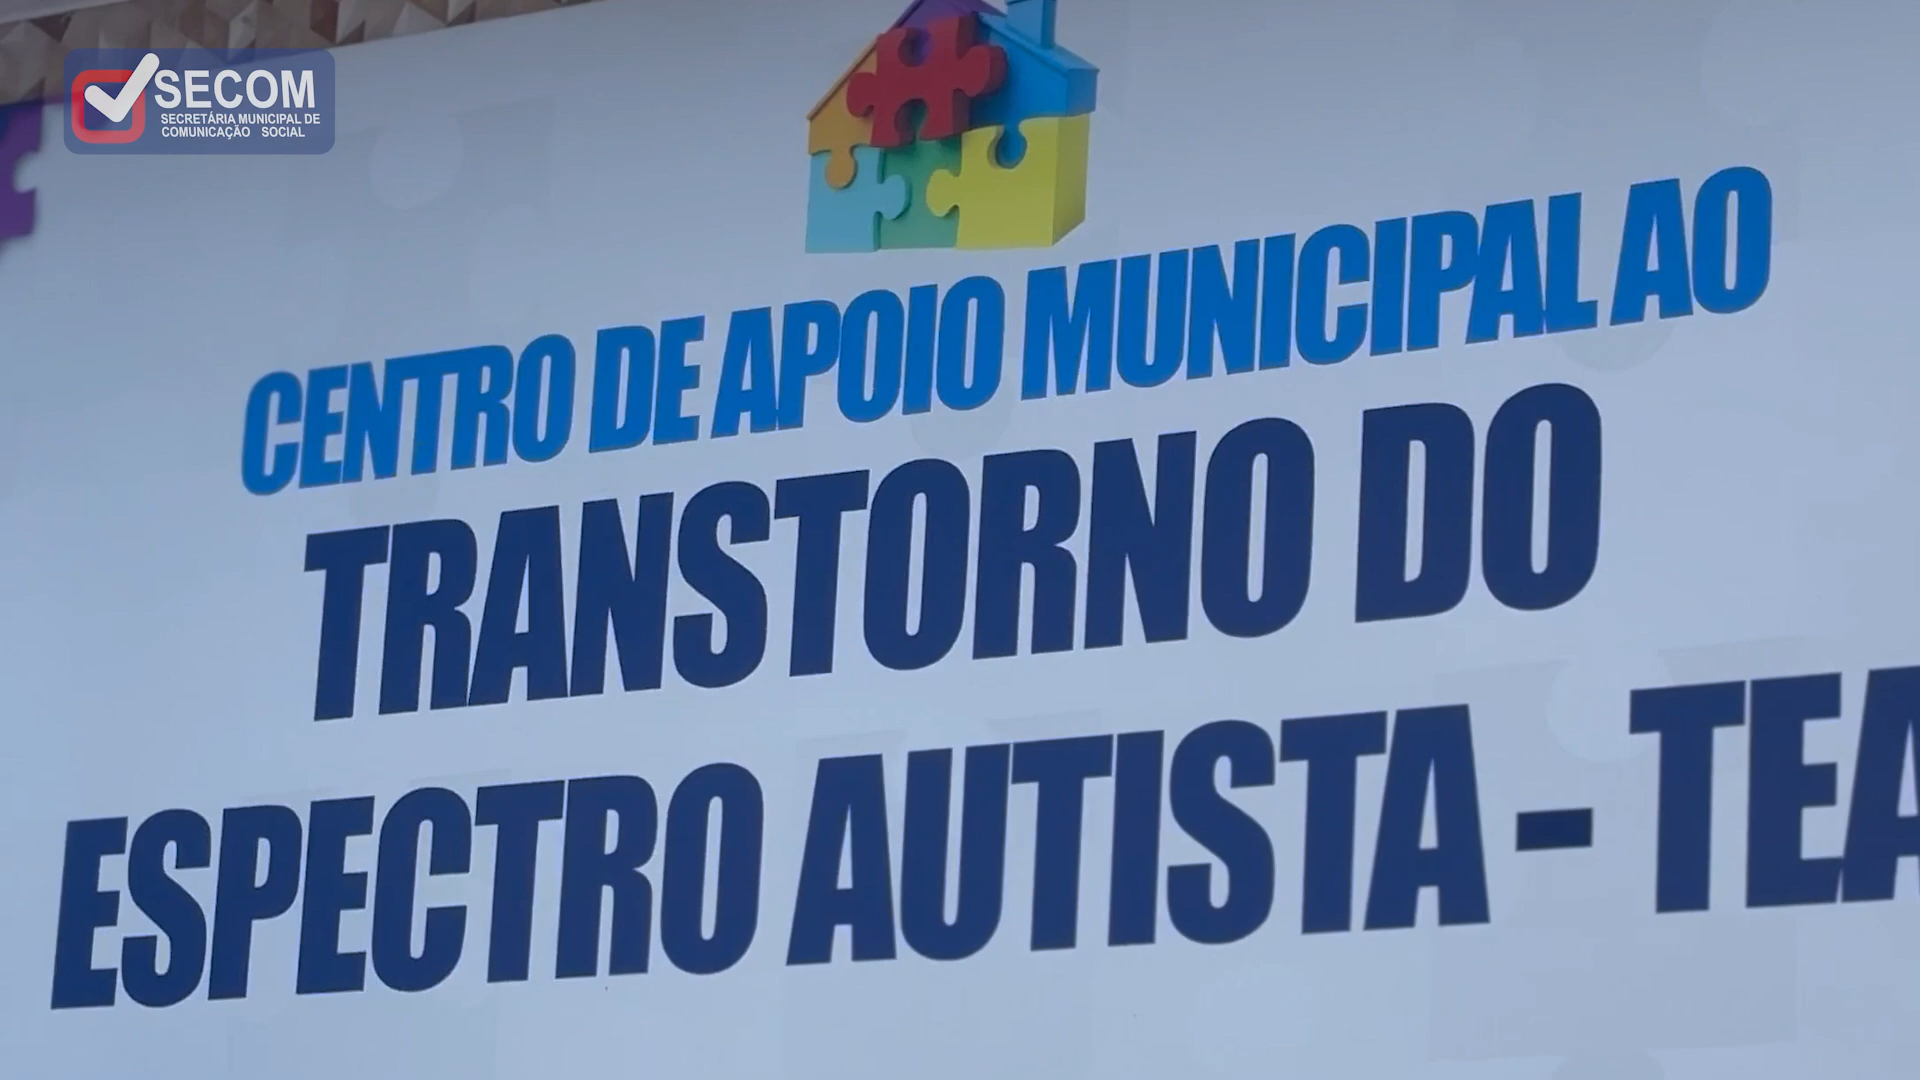 SECOM
SECRETÁRIA MUNICIPAL DE
COMUNICAÇÃO SOCIAL
CENTRO DE APOIO MUNICIPAL AO
TRANSTORNO DO
ESPECTRO AUTISTA - TEA